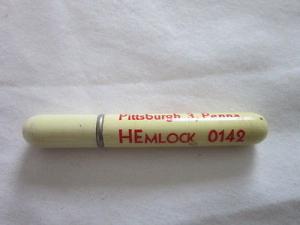 Pittsburgh 3, Penna.
HEMLOCK 0142